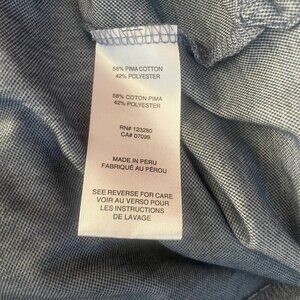 58% PIMA COTTON
42% POLYESTER
58% COTON PIMA
42% POLYESTER
RN# 123280
CA# 07099
MADE IN PERU
FABRIQUÉ AU PÉROU
SEE REVERSE FOR CARE
VOIR AU VERSO POUR
LES INSTRUCTIONS
DE LAVAGE